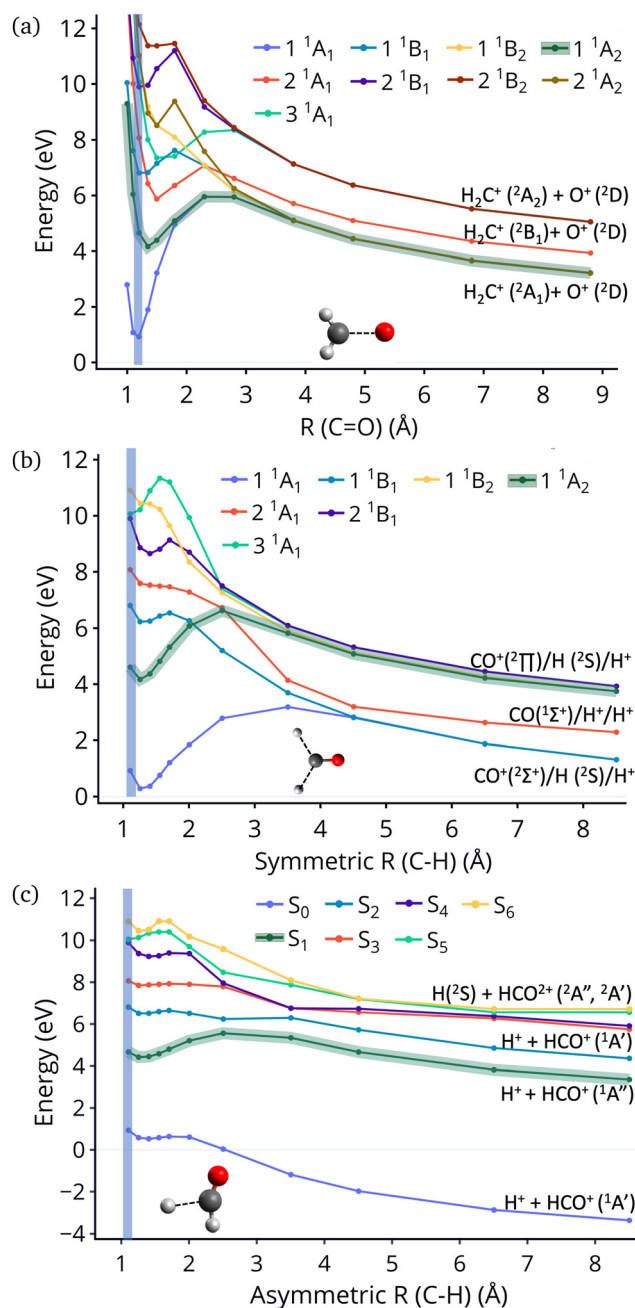 (a)
12
10
8
6
4
2
0
Energy (eV)
1 ¹A₁ 1 ¹B₁ 1 ¹B₂ 1 ¹A₂
2 ¹A₁ 2 ¹B₁ 2 ¹B₂ 2 ¹A₂
3 ¹A₁
H₂C⁺ (²A₂) + O⁺ (²D)
H₂C⁺ (²B₁)+ O⁺ (²D)
H₂C⁺ (²A₁)+ O⁺ (²D)
1 2 3 4 5 6 7 8 9
R (C=O) (Å)
(b)
12
10
8
6
4
2
0
Energy (eV)
1 ¹A₁ 1 ¹B₁ 1 ¹B₂ 1 ¹A₂
2 ¹A₁ 2 ¹B₁
3 ¹A₁
CO⁺(²Π)/H (²S)/H⁺
CO(¹Σ⁺)/H⁺/H⁺
CO⁺(²Σ⁺)/H (²S)/H⁺
1 2 3 4 5 6 7 8
Symmetric R (C-H) (Å)
(c)
12
10
8
6
4
2
0
−2
−4
Energy (eV)
S₀ S₂ S₄ S₆
S₁ S₃ S₅
H(²S) + HCO²⁺ (²A″, ²A′)
H⁺ + HCO⁺ (¹A′)
H⁺ + HCO⁺ (¹A″)
H⁺ + HCO⁺ (¹A′)
1 2 3 4 5 6 7 8
Asymmetric R (C-H) (Å)